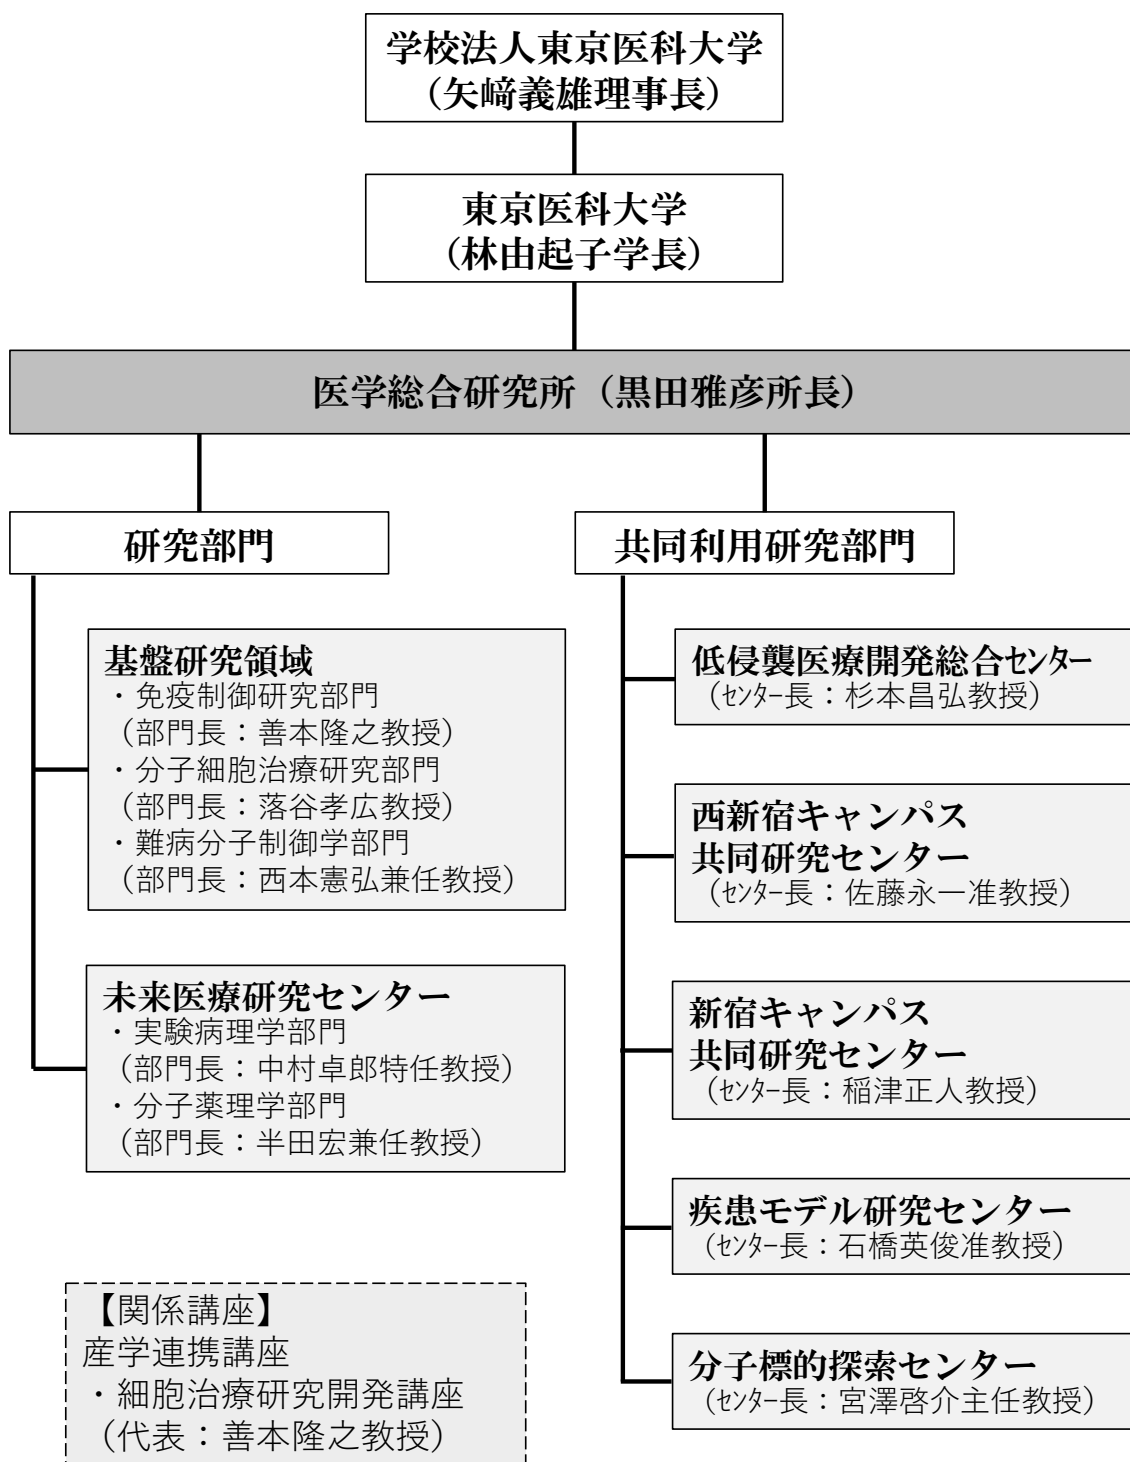 学校法人東京医科大学
（矢﨑義雄理事長）
東京医科大学
（林由起子学長）
医学総合研究所（黒田雅彦所長）
研究部門
基盤研究領域
・免疫制御研究部門
（部門長：善本隆之教授）
・分子細胞治療研究部門
（部門長：落谷孝広教授）
・難病分子制御学部門
（部門長：西本憲弘兼任教授）
未来医療研究センター
・実験病理学部門
（部門長：中村卓郎特任教授）
・分子薬理学部門
（部門長：半田宏兼任教授）
【関係講座】
産学連携講座
・細胞治療研究開発講座
（代表：善本隆之教授）
共同利用研究部門
低侵襲医療開発総合ｾﾝﾀｰ
（ｾﾝﾀｰ長：杉本昌弘教授）
西新宿キャンパス
共同研究センター
（ｾﾝﾀｰ長：佐藤永一准教授）
新宿キャンパス
共同研究センター
（ｾﾝﾀｰ長：稲津正人教授）
疾患モデル研究センター
（ｾﾝﾀｰ長：石橋英俊准教授）
分子標的探索センター
（ｾﾝﾀｰ長：宮澤啓介主任教授）